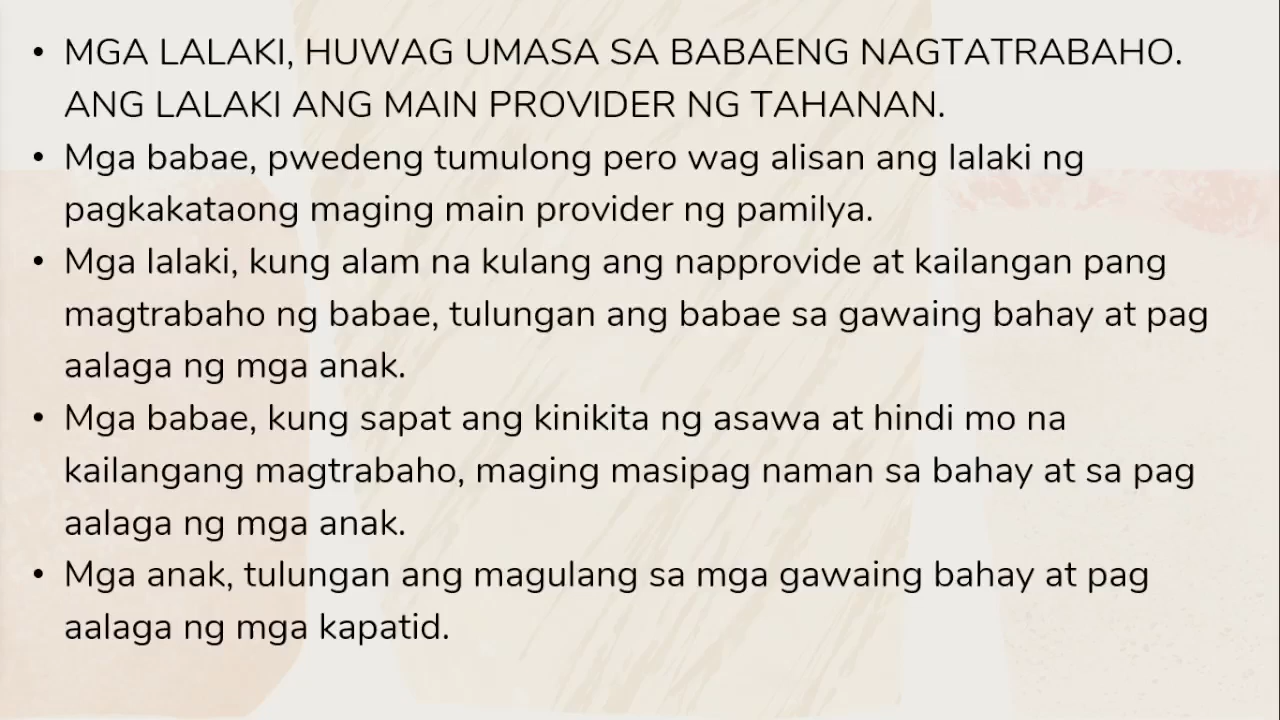 • MGA LALAKI, HUWAG UMASA SA BABAENG NAGTATRABAHO.
ANG LALAKI ANG MAIN PROVIDER NG TAHANAN.
• Mga babae, pwedeng tumulong pero wag alisan ang lalaki ng
pagkakataong maging main provider ng pamilya.
• Mga lalaki, kung alam na kulang ang napprovide at kailangan pang
magtrabaho ng babae, tulungan ang babae sa gawaing bahay at pag
aalaga ng mga anak.
• Mga babae, kung sapat ang kinikita ng asawa at hindi mo na
kailangang magtrabaho, maging masipag naman sa bahay at sa pag
aalaga ng mga anak.
• Mga anak, tulungan ang magulang sa mga gawaing bahay at pag
aalaga ng mga kapatid.